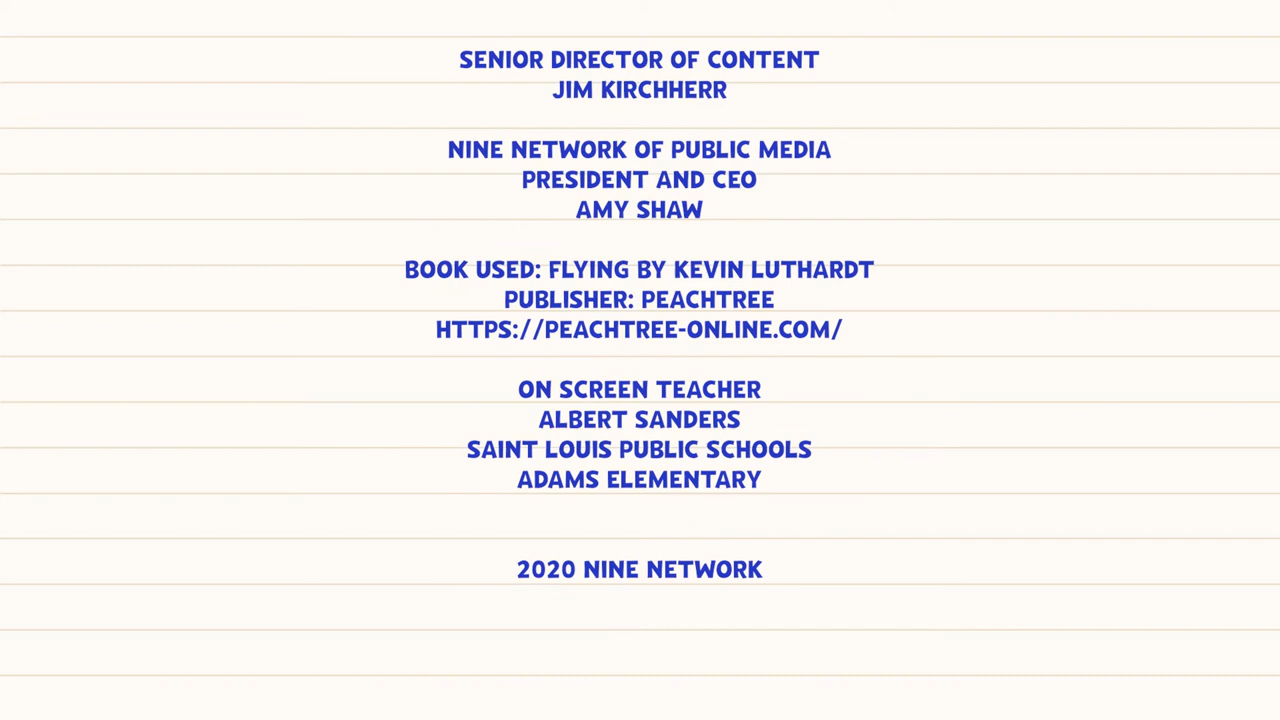 SENIOR DIRECTOR OF CONTENT
JIM KIRCHHERR
NINE NETWORK OF PUBLIC MEDIA
PRESIDENT AND CEO
AMY SHAW
BOOK USED: FLYING BY KEVIN LUTHARDT
PUBLISHER: PEACHTREE
HTTPS://PEACHTREE-ONLINE.COM/
ON SCREEN TEACHER
ALBERT SANDERS
SAINT LOUIS PUBLIC SCHOOLS
ADAMS ELEMENTARY
2020 NINE NETWORK